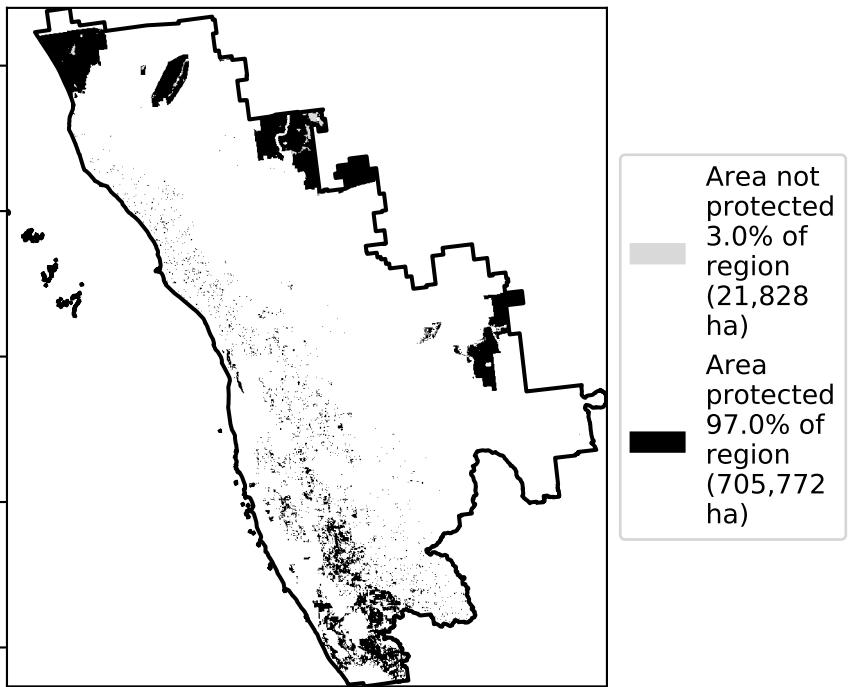 Area not
protected
3.0% of
region
(21,828
ha)
Area
protected
97.0% of
region
(705,772
ha)